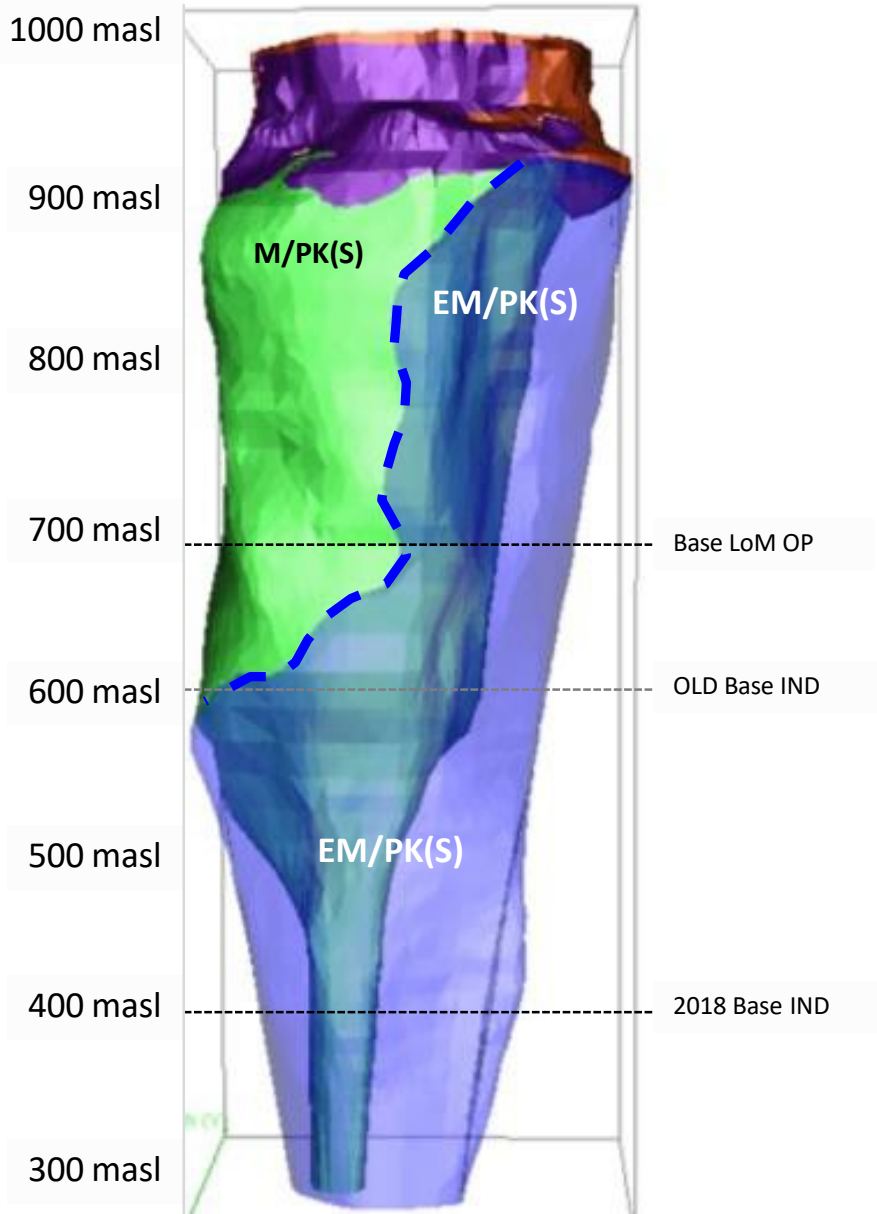 1000 masl
900 masl
M/PK(S)
EM/PK(S)
800 masl
700 masl
Base LoM OP
600 masl
OLD Base IND
500 masl
EM/PK(S)
400 masl
2018 Base IND
300 masl